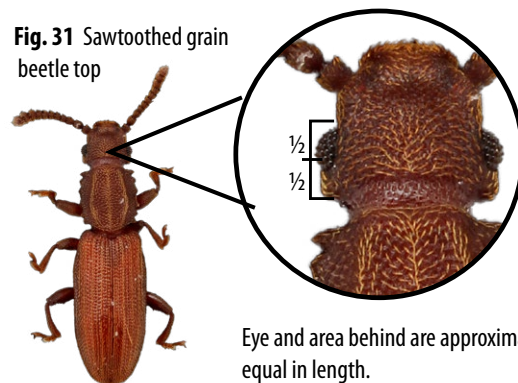 Fig. 31 Sawtoothed grain
beetle top
½
½
Eye and area behind are approxim
equal in length.